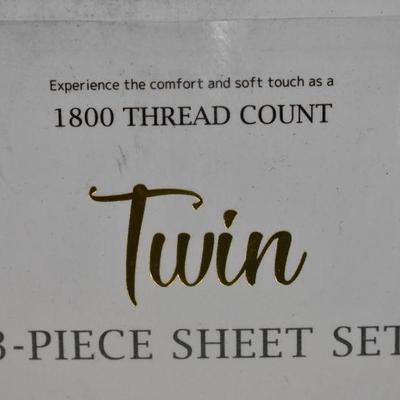 Experience the comfort and soft touch as a
1800 THREAD COUNT
Twin
3-PIECE SHEET SET